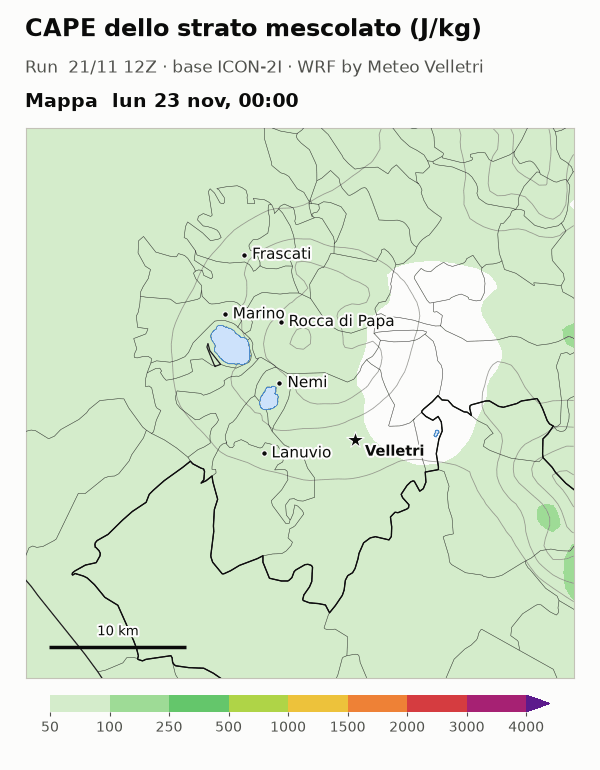 CAPE dello strato mescolato (J/kg)
Run 21/11 12Z · base ICON-2I · WRF by Meteo Velletri
Mappa lun 23 nov, 00:00
Frascati
Marino
Rocca di Papa
Nemi
Velletri
Lanuvio
10 km
50 100 250 500 1000 1500 2000 3000 4000